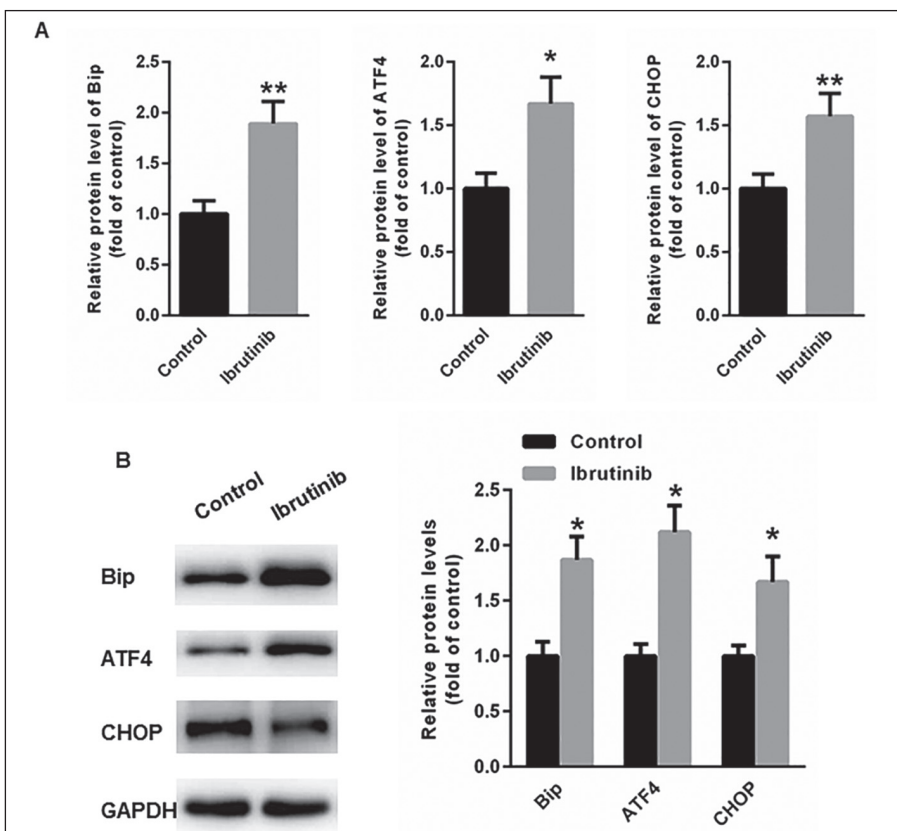 A
Relative protein level of Bip
(fold of control)
2.5
2.0
1.5
1.0
0.5
0.0
**
Control
Ibrutinib
Relative protein level of ATF4
(fold of control)
2.0
1.5
1.0
0.5
0.0
*
Control
Ibrutinib
Relative protein level of CHOP
(fold of control)
2.0
1.5
1.0
0.5
0.0
**
Control
Ibrutinib
B
Control
Ibrutinib
Bip
ATF4
CHOP
GAPDH
Control
Ibrutinib
Relative protein levels
(fold of control)
2.5
2.0
1.5
1.0
0.5
0.0
*
*
*
Bip
ATF4
CHOP